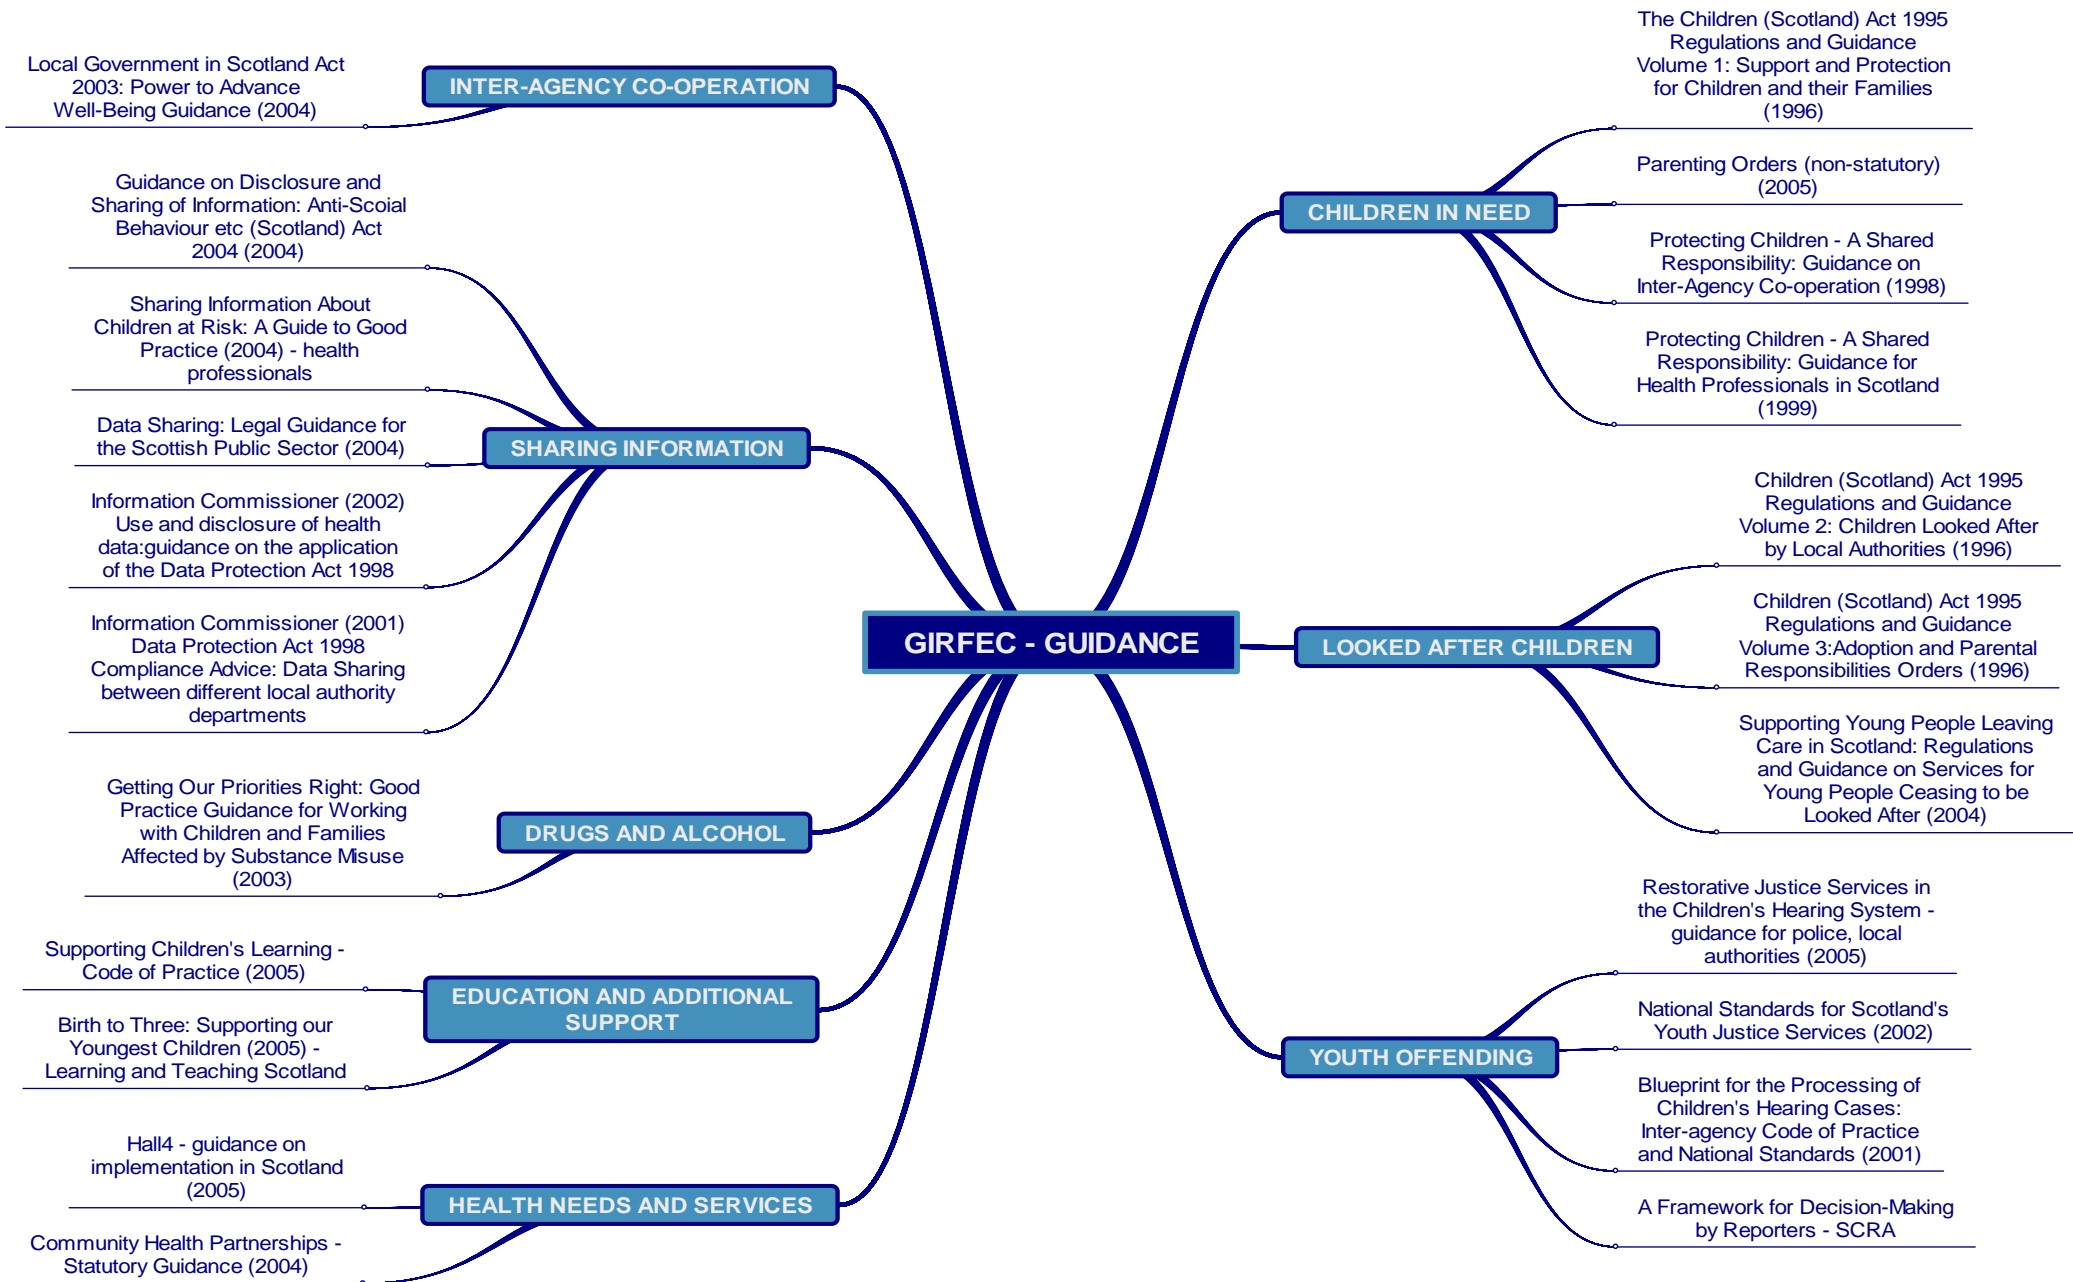 Local Government in Scotland Act
2003: Power to Advance
Well-Being Guidance (2004)
INTER-AGENCY CO-OPERATION
Guidance on Disclosure and
Sharing of Information: Anti-Scoial
Behaviour etc (Scotland) Act
2004 (2004)
Sharing Information About
Children at Risk: A Guide to Good
Practice (2004) - health
professionals
Data Sharing: Legal Guidance for
the Scottish Public Sector (2004)
Information Commissioner (2002)
Use and disclosure of health
data:guidance on the application
of the Data Protection Act 1998
Information Commissioner (2001)
Data Protection Act 1998
Compliance Advice: Data Sharing
between different local authority
departments
SHARING INFORMATION
Getting Our Priorities Right: Good
Practice Guidance for Working
with Children and Families
Affected by Substance Misuse
(2003)
DRUGS AND ALCOHOL
Supporting Children's Learning -
Code of Practice (2005)
Birth to Three: Supporting our
Youngest Children (2005) -
Learning and Teaching Scotland
EDUCATION AND ADDITIONAL
SUPPORT
Hall4 - guidance on
implementation in Scotland
(2005)
Community Health Partnerships -
Statutory Guidance (2004)
HEALTH NEEDS AND SERVICES
GIRFEC - GUIDANCE
CHILDREN IN NEED
The Children (Scotland) Act 1995
Regulations and Guidance
Volume 1: Support and Protection
for Children and their Families
(1996)
Parenting Orders (non-statutory)
(2005)
Protecting Children - A Shared
Responsibility: Guidance on
Inter-Agency Co-operation (1998)
Protecting Children - A Shared
Responsibility: Guidance for
Health Professionals in Scotland
(1999)
LOOKED AFTER CHILDREN
Children (Scotland) Act 1995
Regulations and Guidance
Volume 2: Children Looked After
by Local Authorities (1996)
Children (Scotland) Act 1995
Regulations and Guidance
Volume 3:Adoption and Parental
Responsibilities Orders (1996)
Supporting Young People Leaving
Care in Scotland: Regulations
and Guidance on Services for
Young People Ceasing to be
Looked After (2004)
YOUTH OFFENDING
Restorative Justice Services in
the Children's Hearing System -
guidance for police, local
authorities (2005)
National Standards for Scotland's
Youth Justice Services (2002)
Blueprint for the Processing of
Children's Hearing Cases:
Inter-agency Code of Practice
and National Standards (2001)
A Framework for Decision-Making
by Reporters - SCRA